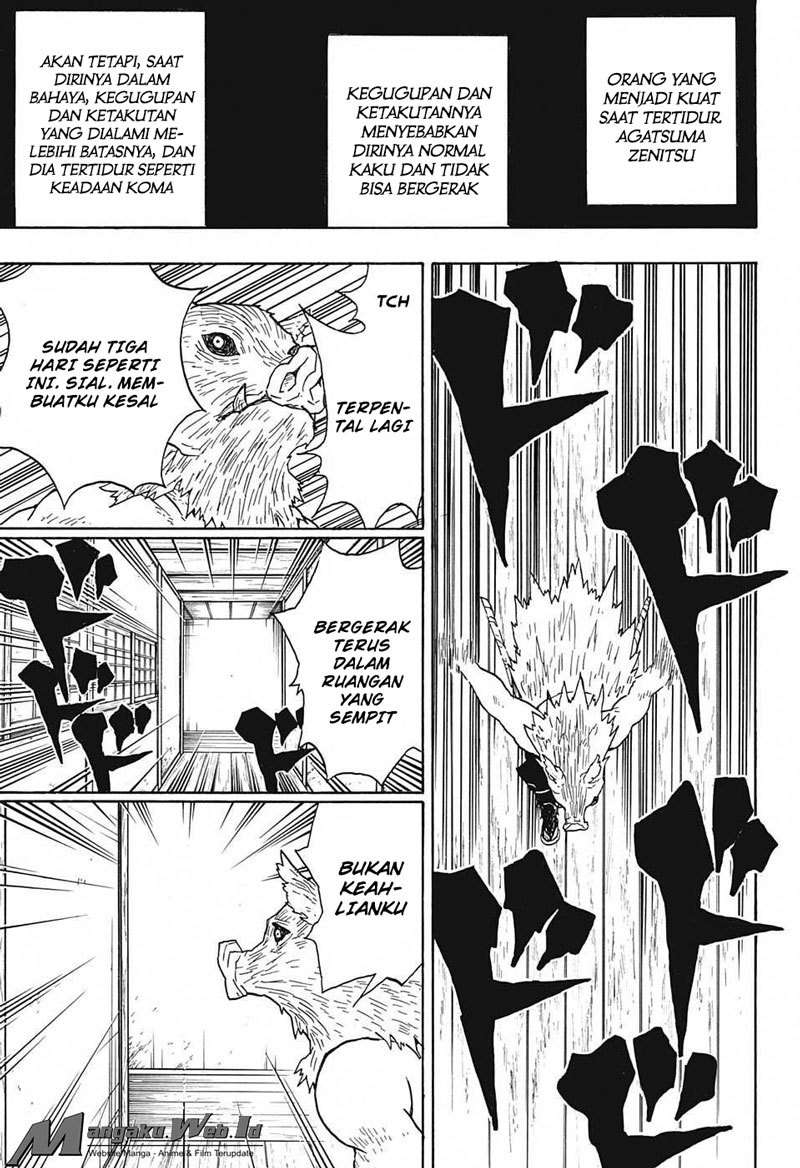 ORANG YANG
MENJADI KUAT
SAAT TERTIDUR.
AGATSUMA
ZENITSU
KEGUGUPAN DAN
KETAKUTANNYA
MENYEBABKAN
DIRINYA NORMAL
KAKU DAN TIDAK
BISA BERGERAK
AKAN TETAPI, SAAT
DIRINYA DALAM
BAHAYA, KEGUGUPAN
DAN KETAKUTAN
YANG DIALAMI ME-
LEBIHI BATASNYA, DAN
DIA TERTIDUR SEPERTI
KEADAAN KOMA
TCH
TERPEN-
TAL LAGI
SUDAH TIGA
HARI SEPERTI
INI. SIAL. MEM-
BUATKU KESAL
BERGERAK
TERUS
DALAM
RUANGAN
YANG
SEMPIT
BUKAN
KEAH-
LIANKU
Mangaku.Web.Id
Website Manga - Anime & Film Terupdate